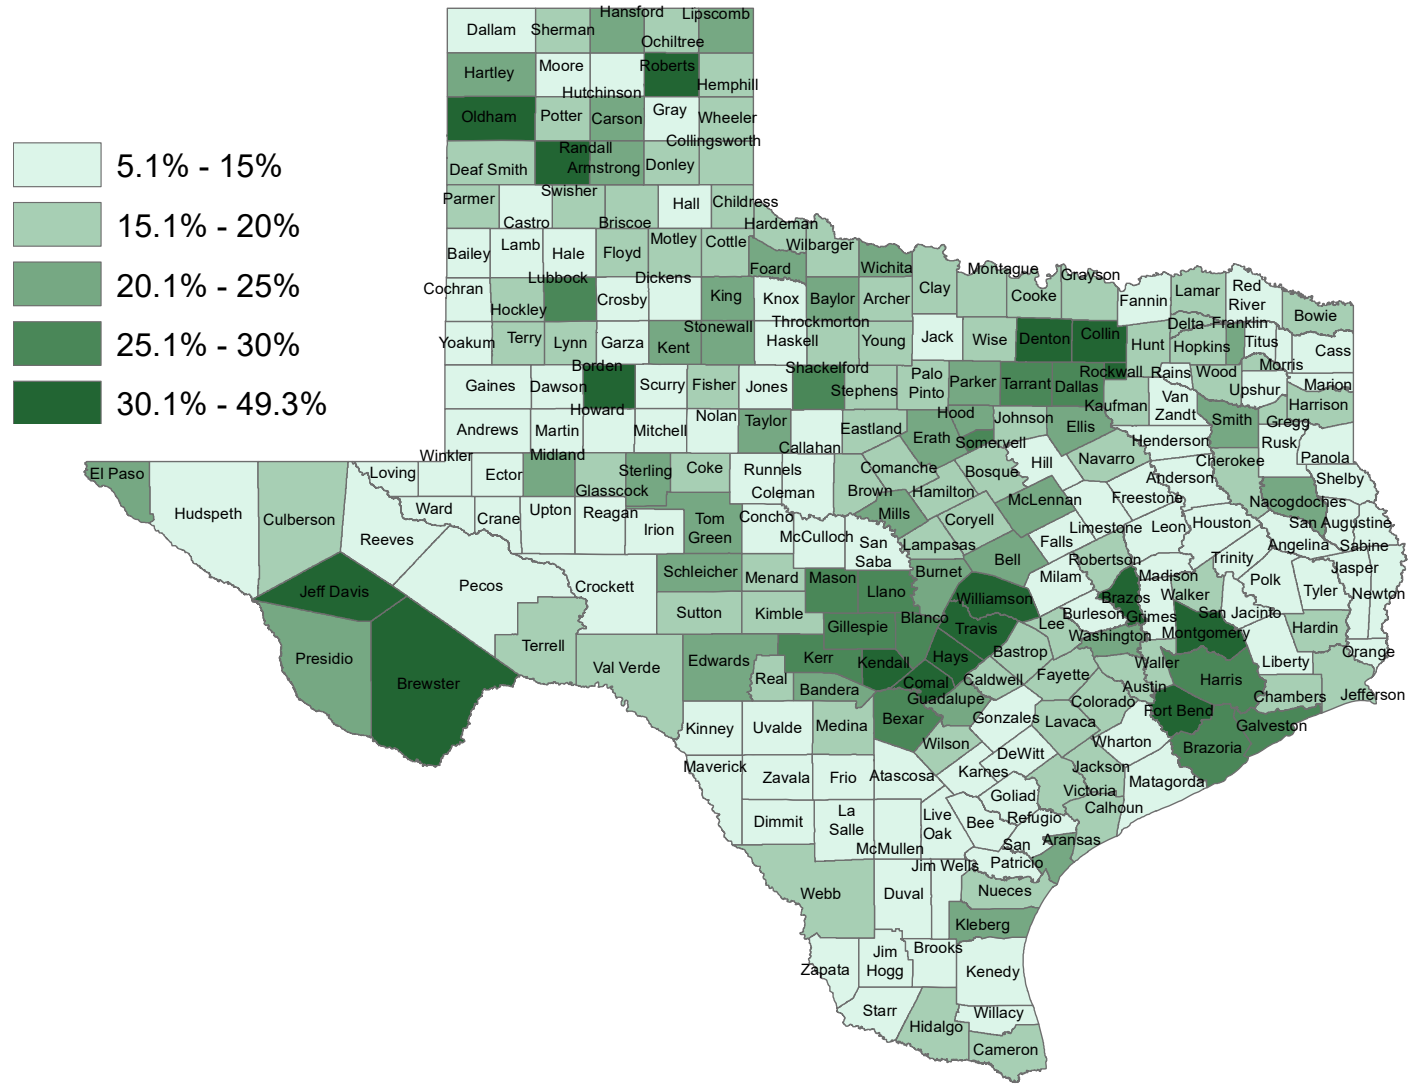 Hansford
Lipscomb
Dallam
Sherman
Ochiltree
Hartley
Moore
Roberts
Hemphill
Hutchinson
Oldham
Potter
Carson
Gray
Wheeler
Collingsworth
5.1% - 15%
Deaf Smith
Randall
Armstrong
Donley
Parmer
Castro
Swisher
Briscoe
Hall
Childress
15.1% - 20%
Hardeman
Bailey
Lamb
Hale
Floyd
Motley
Cottle
Foard
Wilbarger
Wichita
20.1% - 25%
Cochran
Hockley
Lubbock
Crosby
Dickens
King
Knox
Baylor
Archer
Clay
Montague
Cooke
Grayson
Fannin
Lamar
Red
River
Bowie
25.1% - 30%
Yoakum
Terry
Lynn
Garza
Kent
Stonewall
Haskell
Throckmorton
Young
Jack
Wise
Denton
Collin
Hunt
Delta
Hopkins
Franklin
Titus
Morris
Cass
30.1% - 49.3%
Gaines
Dawson
Borden
Scurry
Fisher
Jones
Shackelford
Stephens
Palo
Pinto
Parker
Tarrant
Dallas
Rockwall
Kaufman
Rains
Van
Zandt
Wood
Upshur
Marion
Harrison
Gregg
Andrews
Martin
Howard
Mitchell
Nolan
Taylor
Callahan
Eastland
Erath
Hood
Somervell
Johnson
Ellis
Henderson
Smith
Rusk
Panola
El Paso
Hudspeth
Culberson
Loving
Winkler
Ector
Midland
Glasscock
Sterling
Coke
Runnels
Coleman
Brown
Comanche
Hamilton
Bosque
Hill
Navarro
Anderson
Cherokee
Nacogdoches
Shelby
Reeves
Ward
Crane
Upton
Reagan
Irion
Tom
Green
Concho
McCulloch
San
Saba
Mills
Lampasas
Coryell
McLennan
Limestone
Freestone
Leon
Houston
Angelina
San Augustine
Sabine
Jeff Davis
Pecos
Crockett
Schleicher
Menard
Mason
Llano
Burnet
Bell
Falls
Milam
Robertson
Madison
Trinity
Polk
Tyler
Jasper
Newton
Presidio
Brewster
Terrell
Val Verde
Sutton
Kimble
Gillespie
Blanco
Williamson
Travis
Burleson
Brazos
Grimes
Walker
San Jacinto
Montgomery
Hardin
Liberty
Orange
Edwards
Real
Kerr
Bandera
Kendall
Comal
Hays
Guadalupe
Caldwell
Bastrop
Lee
Washington
Fayette
Austin
Waller
Harris
Chambers
Jefferson
Kinney
Uvalde
Medina
Bexar
Wilson
Gonzales
Lavaca
Colorado
Fort Bend
Brazoria
Galveston
Maverick
Zavala
Frio
Atascosa
Karnes
DeWitt
Jackson
Wharton
Matagorda
Dimmit
La
Salle
McMullen
Live
Oak
Bee
Goliad
Victoria
Calhoun
Refugio
San
Patricio
Aransas
Webb
Duval
Jim Wells
Nueces
Kleberg
Zapata
Jim
Hogg
Brooks
Kenedy
Starr
Hidalgo
Willacy
Cameron